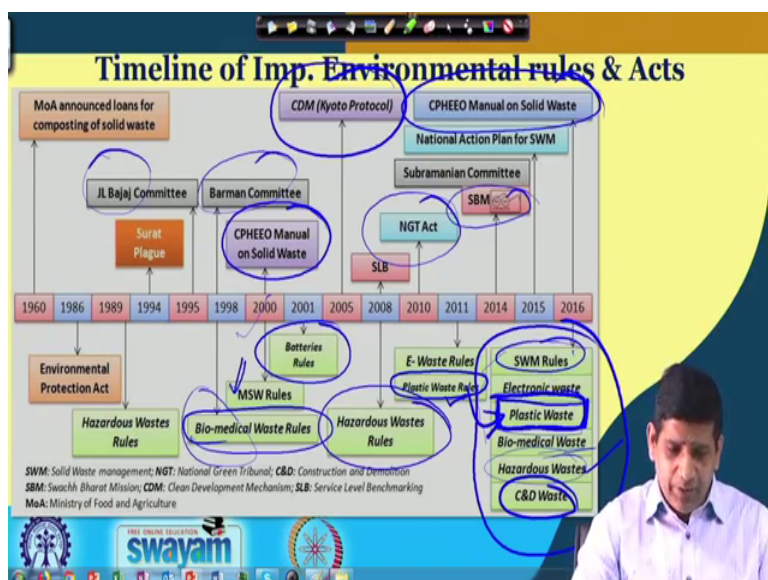 Timeline of Imp. Environmental rules & Acts
MoA announced loans for
composting of solid waste
CDM (Kyoto Protocol)
CPHEEO Manual on Solid Waste
National Action Plan for SWM
Subramanian Committee
JL Bajaj Committee
Barman Committee
SBM
Surat
Plague
CPHEEO Manual
on Solid Waste
NGT Act
SLB
1960 1986 1989 1994 1995 1998 2000 2001 2005 2008 2010 2011 2014 2015 2016
Environmental
Protection Act
Batteries
Rules
E-Waste Rules
Plastic Waste Rules
SWM Rules
Electronic waste
Plastic Waste
Bio-medical Waste
Hazardous Wastes
C&D Waste
MSW Rules
Hazardous Wastes
Rules
Bio-medical Waste Rules
Hazardous Wastes
Rules
SWM: Solid Waste management; NGT: National Green Tribunal; C&D: Construction and Demolition
SBM: Swachh Bharat Mission; CDM: Clean Development Mechanism; SLB: Service Level Benchmarking
MoA: Ministry of Food and Agriculture
FREE ONLINE EDUCATION
swayam